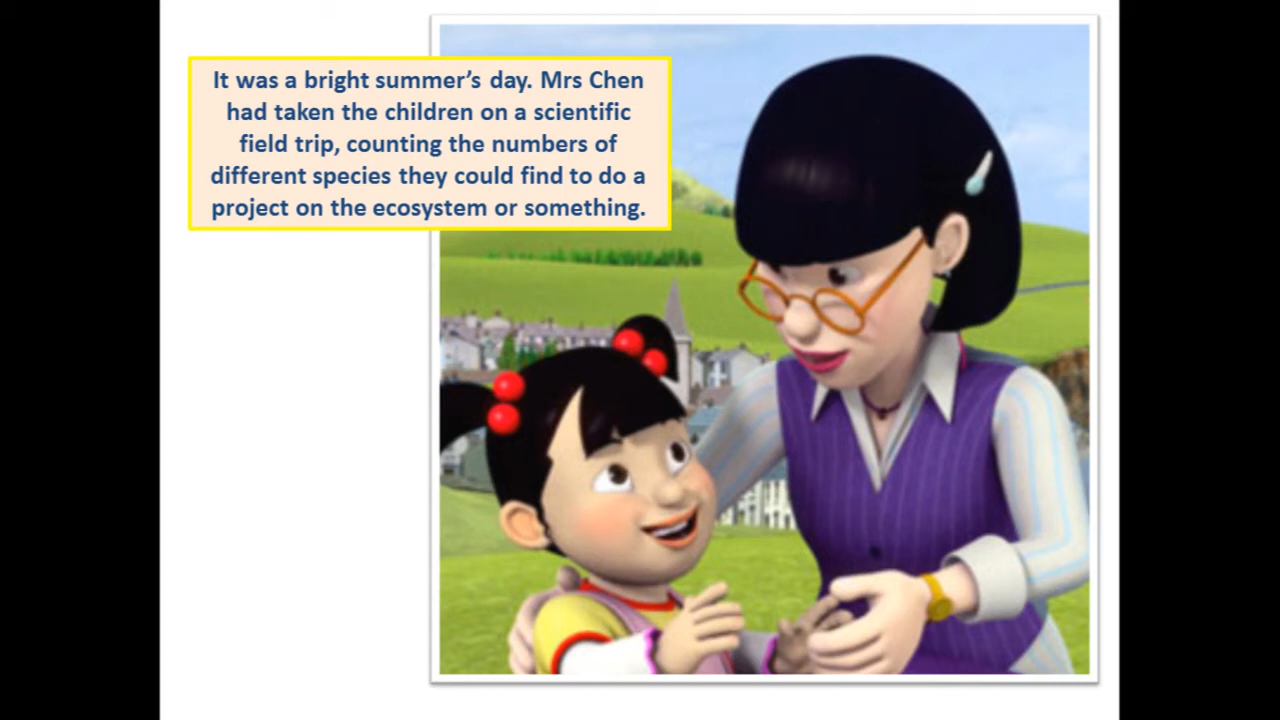 It was a bright summer’s day. Mrs Chen
had taken the children on a scientific
field trip, counting the numbers of
different species they could find to do a
project on the ecosystem or something.